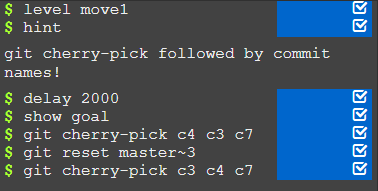 $ level move1
$ hint
git cherry-pick followed by commit
names!
$ delay 2000
$ show goal
$ git cherry-pick c4 c3 c7
$ git reset master~3
$ git cherry-pick c3 c4 c7